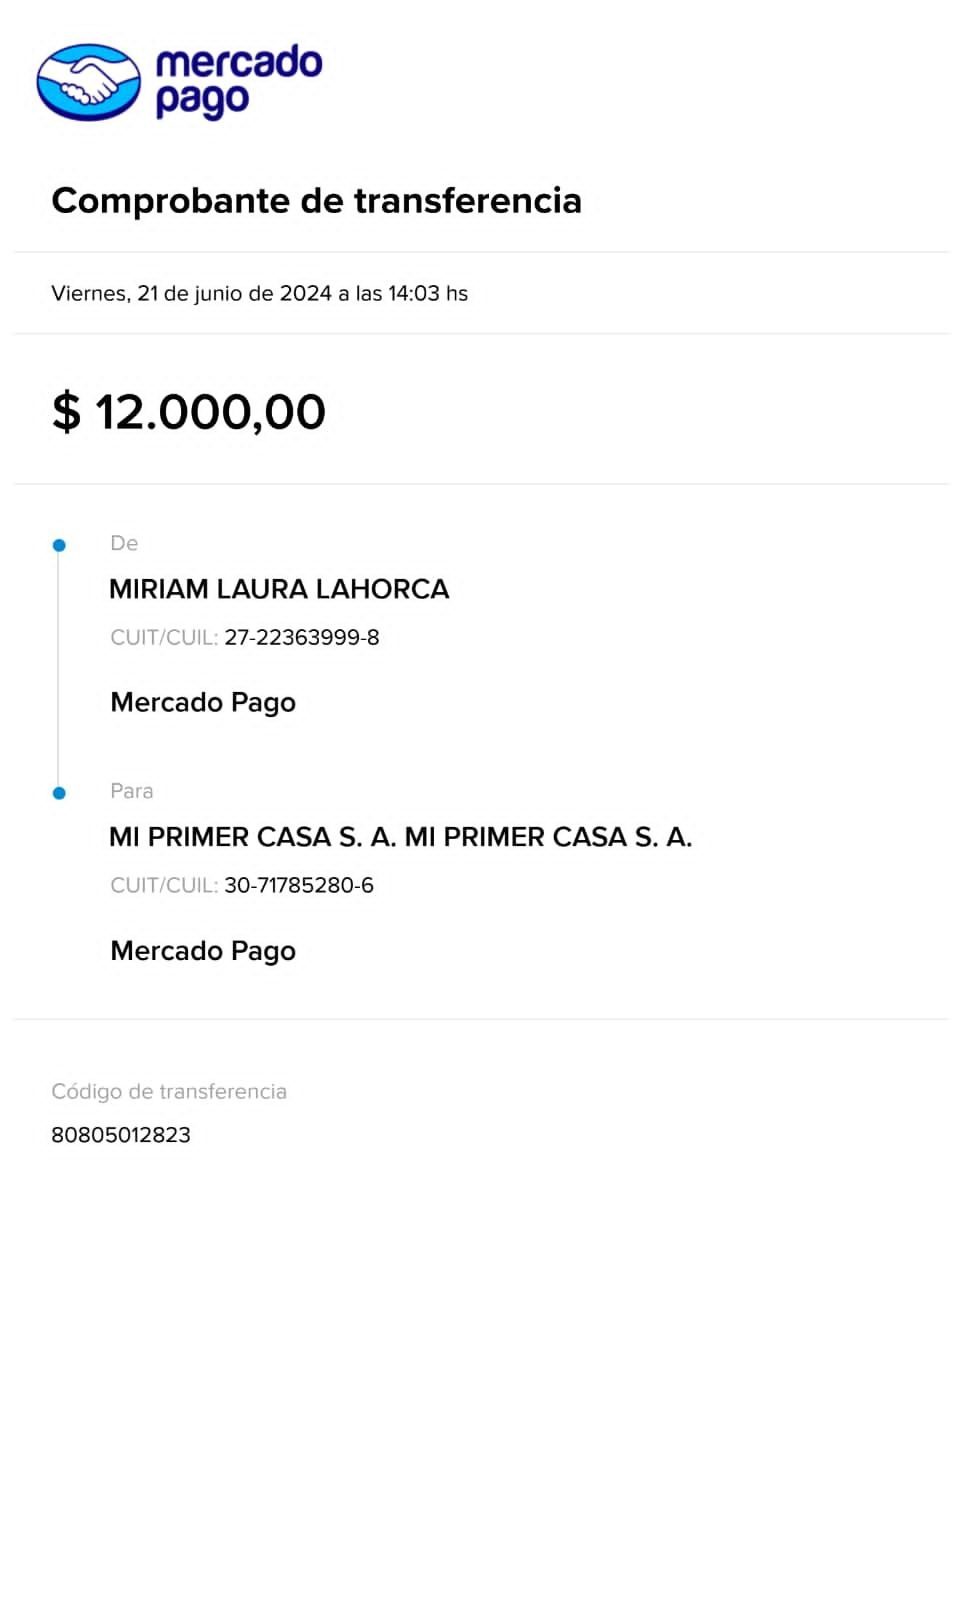 mercado
pago
Comprobante de transferencia
Viernes, 21 de junio de 2024 a las 14:03 hs
$ 12.000,00
De
MIRIAM LAURA LAHORCA
CUIT/CUIL: 27-22363999-8
Mercado Pago
Para
MI PRIMER CASA S. A. MI PRIMER CASA S. A.
CUIT/CUIL: 30-71785280-6
Mercado Pago
Código de transferencia
80805012823